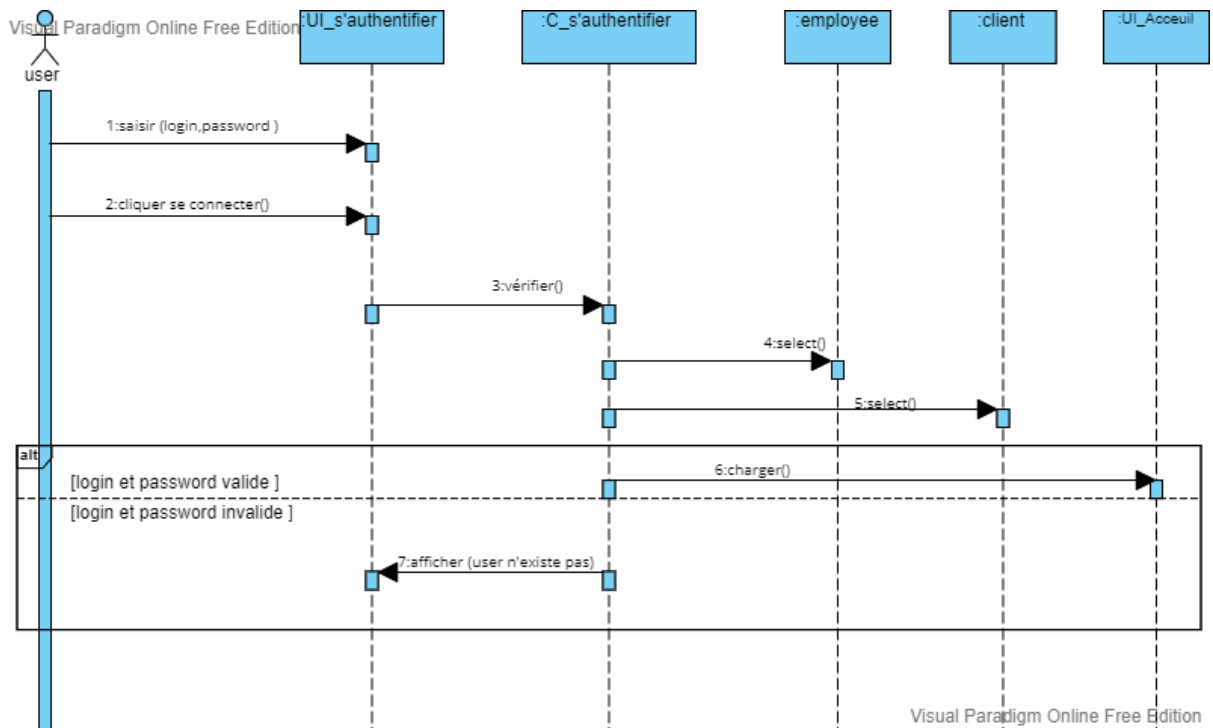 Visual Paradigm Online Free Edition
:UI_s'authentifier
:C_s'authentifier
:employee
:client
:UI_Acceuil
user
1:saisir (login,password )
2:cliquer se connecter()
3:vérifier()
4:select()
5:select()
alt
6:charger()
[login et password valide ]
[login et password invalide ]
7:afficher (user n'existe pas)
Visual Paradigm Online Free Edition